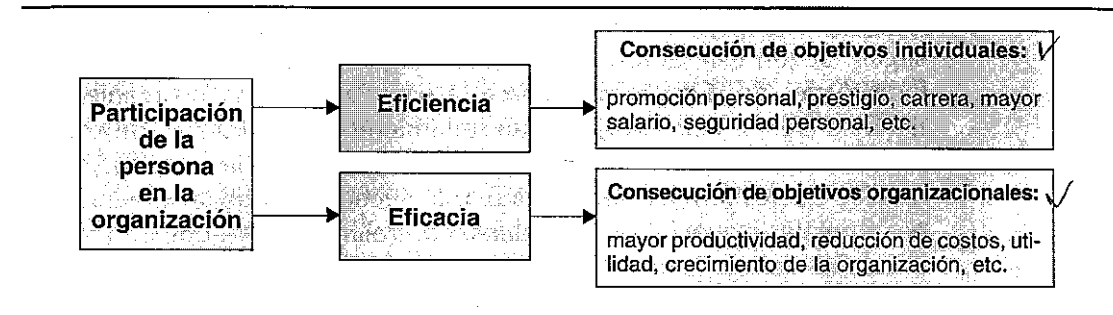 Participación
de la
persona
en la
organización
Eficiencia
Consecución de objetivos individuales:
promoción personal, prestigio, carrera, mayor
salario, seguridad personal, etc.
Eficacia
Consecución de objetivos organizacionales:
mayor productividad, reducción de costos, uti-
lidad, crecimiento de la organización, etc.